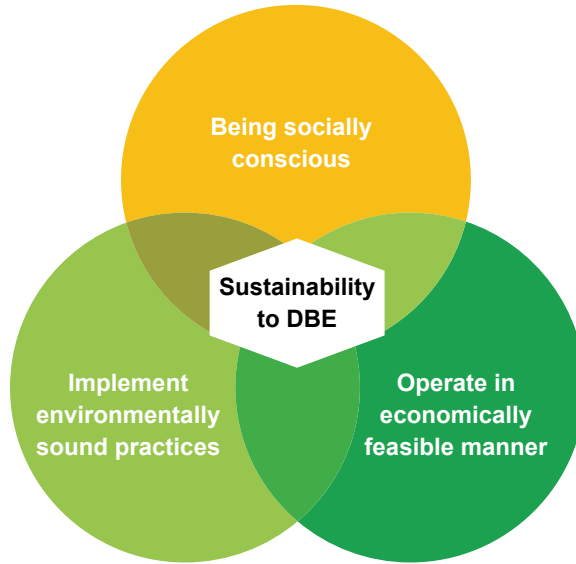 Being socially
conscious
Sustainability
to DBE
Implement
environmentally
sound practices
Operate in
economically
feasible manner